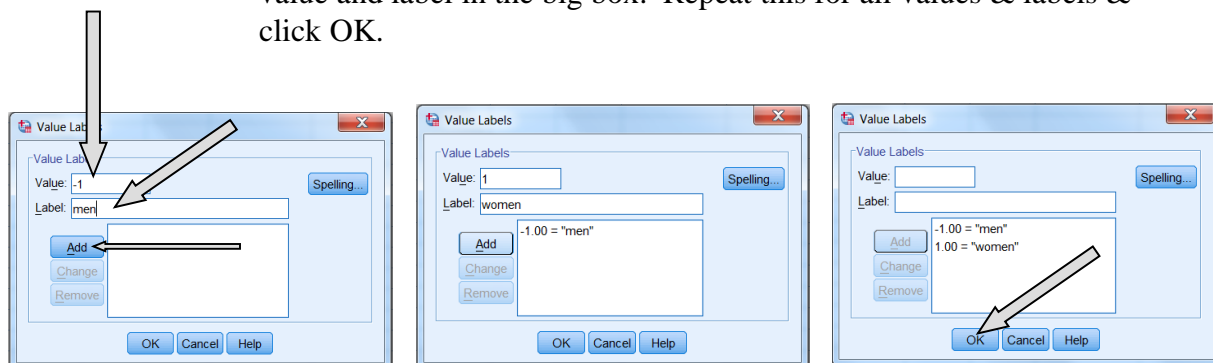 click OK.
Value Labels
Value:
-1
Spelling...
Label:
men
Add
Change
Remove
OK
Cancel
Help
Value Labels
Value Labels
Value:
1
Spelling...
Label:
women
-1.00 = "men"
Add
Change
Remove
OK
Cancel
Help
Value Labels
Value Labels
Value:
Spelling...
Label:
-1.00 = "men"
1.00 = "women"
Add
Change
Remove
OK
Cancel
Help